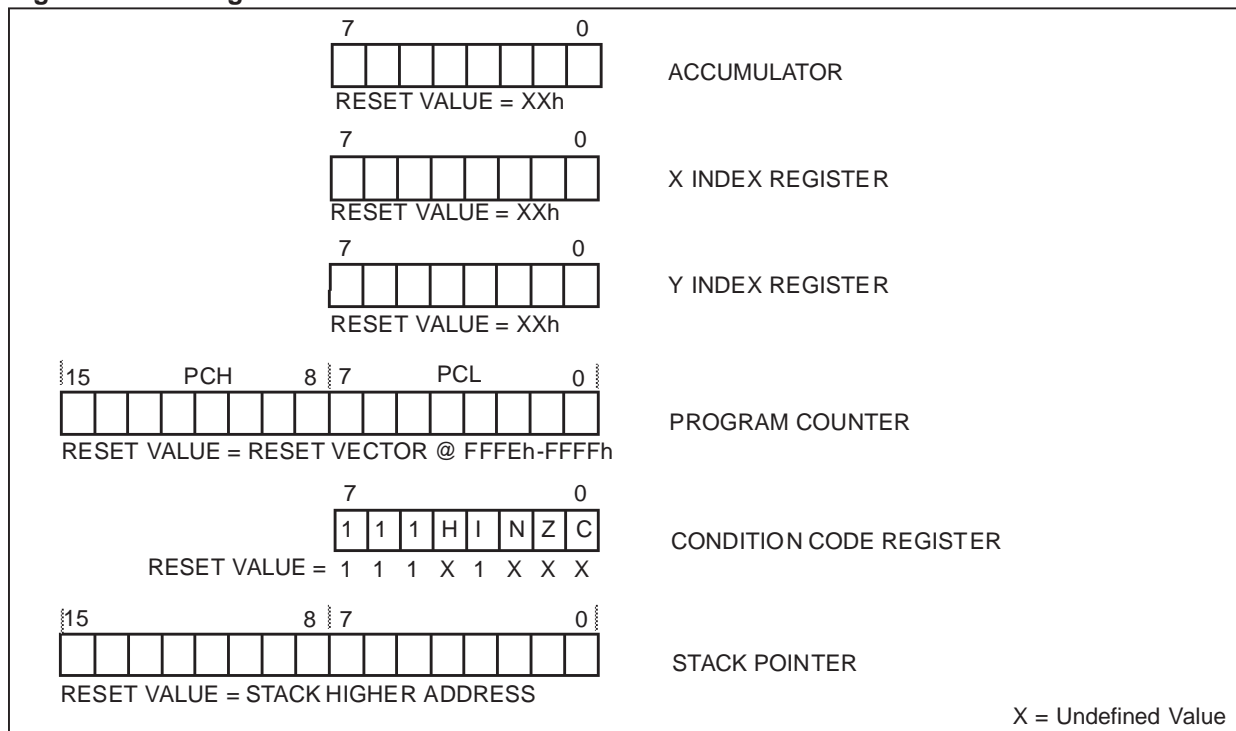 7 0
ACCUMULATOR
RESET VALUE = XXh
7 0
X INDEX REGISTER
RESET VALUE = XXh
7 0
Y INDEX REGISTER
RESET VALUE = XXh
15 PCH 8 7 PCL 0
PROGRAM COUNTER
RESET VALUE = RESET VECTOR @ FFFEh-FFFFh
7 0
1 1 1 H I N Z C
CONDITION CODE REGISTER
RESET VALUE = 1 1 1 X 1 X X X
15 8 7 0
STACK POINTER
RESET VALUE = STACK HIGHER ADDRESS
X = Undefined Value